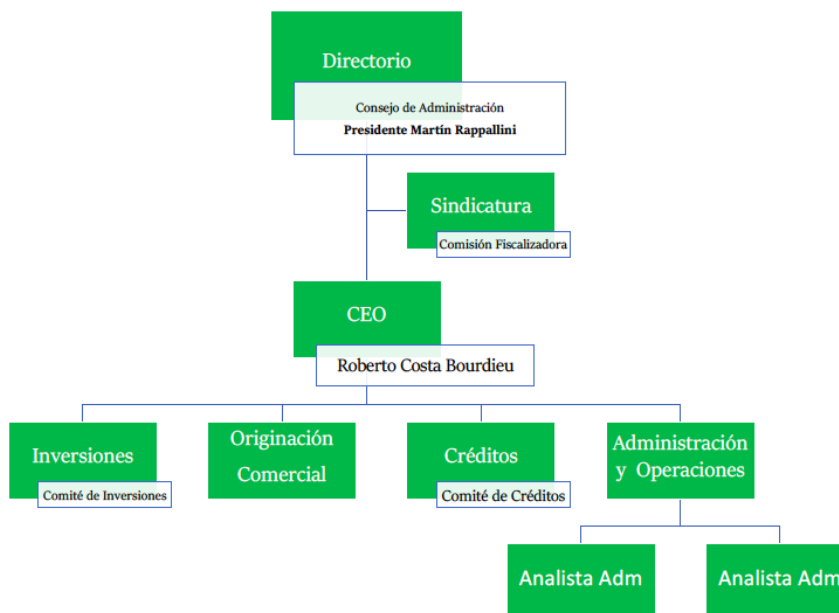 Directorio
Consejo de Administración
Presidente Martín Rappallini
Sindicatura
Comisión Fiscalizadora
CEO
Roberto Costa Bourdieu
Inversiones
Comité de Inversiones
Originación
Comercial
Créditos
Comité de Créditos
Administración
y Operaciones
Analista Adm
Analista Adm